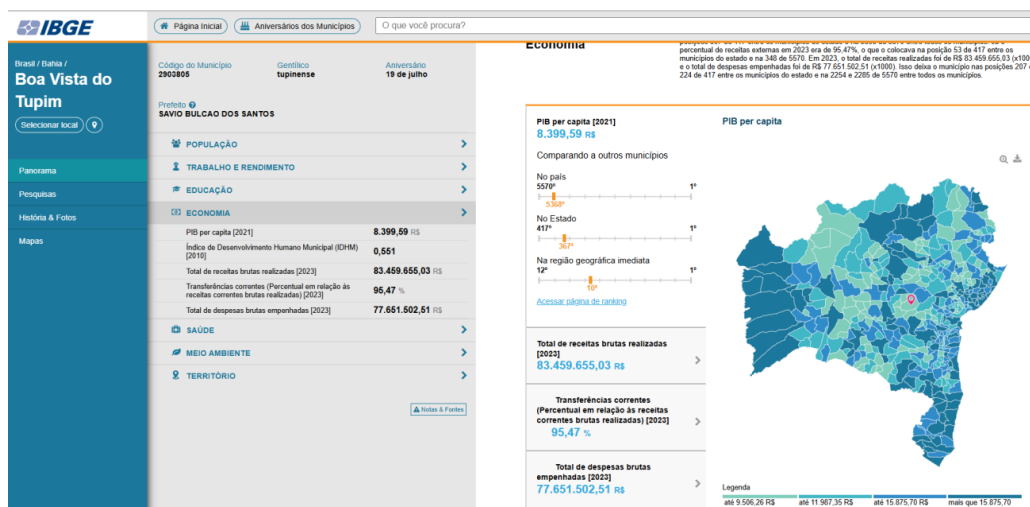 IBGE
Página Inicial
Aniversários dos Municípios
O que você procura?
Brasil / Bahia /
Boa Vista do
Tupim
Selecionar local
Panorama
Pesquisas
História & Fotos
Mapas
Código do Município
2903805
Gentílico
tupinense
Aniversário
19 de julho
Prefeito
SAVIO BULCAO DOS SANTOS
POPULAÇÃO
TRABALHO E RENDIMENTO
EDUCAÇÃO
ECONOMIA
PIB per capita [2021] 8.399,59 R$
Índice de Desenvolvimento Humano Municipal (IDHM)
[2010] 0,551
Total de receitas brutas realizadas [2023] 83.459.655,03 R$
Transferências correntes (Percentual em relação às
receitas correntes brutas realizadas) [2023] 95,47 %
Total de despesas brutas empenhadas [2023] 77.651.502,51 R$
SAÚDE
MEIO AMBIENTE
TERRITÓRIO
Notas & Fontes
Economia
percentual de receitas externas em 2023 era de 95,47%, o que o colocava na posição 53 de 417 entre os
municípios do estado e na 348 de 5570. Em 2023, o total de receitas realizadas foi de R$ 83.459.655,03 (x1000
e o total de despesas empenhadas foi de R$ 77.651.502,51 (x1000). Isso deixa o município nas posições 207
224 de 417 entre os municípios do estado e na 2254 e 2285 de 5570 entre todos os municípios.
PIB per capita [2021]
8.399,59 R$
Comparando a outros municípios
No país
5570º 1º
5368º
No Estado
417º 1º
367º
Na região geográfica imediata
12º 1º
10º
Acessar página de ranking
Total de receitas brutas realizadas
[2023]
83.459.655,03 R$
Transferências correntes
(Percentual em relação às receitas
correntes brutas realizadas) [2023]
95,47 %
Total de despesas brutas
empenhadas [2023]
77.651.502,51 R$
PIB per capita
Legenda
até 9.506,26 R$ até 11.987,35 R$ até 15.875,70 R$ mais que 15.875,70